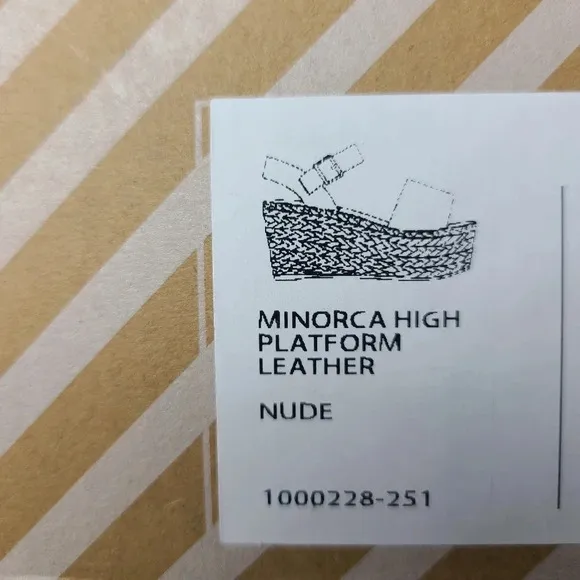 MINORCA HIGH
PLATFORM
LEATHER
NUDE
1000228-251